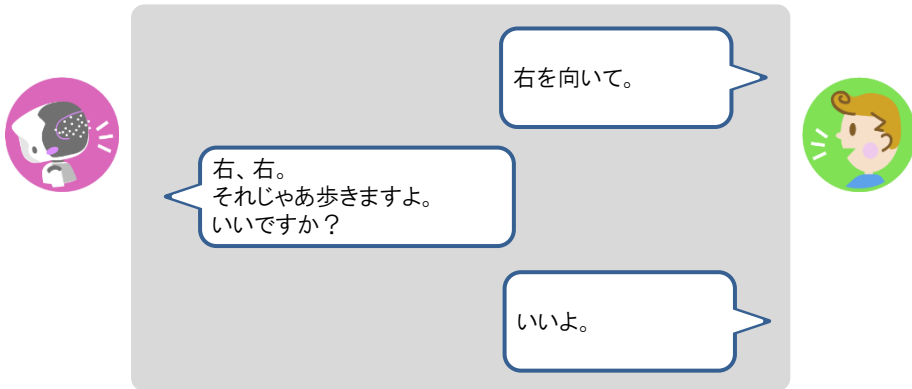 右を向いて。
右、右。
それじゃあ歩きますよ。
いいですか？
いいよ。